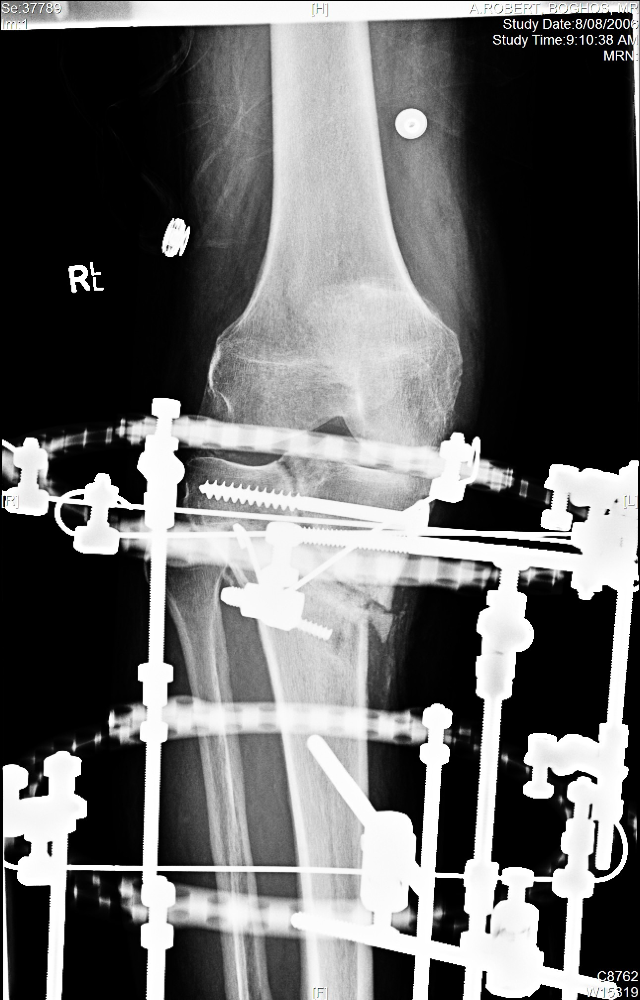 Se:37789
Im:1
[H]
A.ROBERT, BOGHOS, MR
Study Date:8/08/2006
Study Time:9:10:38 AM
MRN:
R L L
[R]
[L]
[F]
C8762
W15319